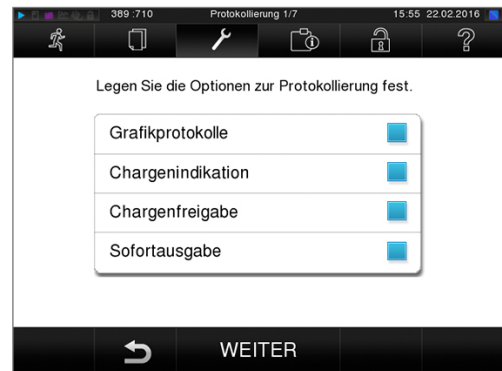 389 :710 Protokollierung 1/7 15:55 22.02.2016
Legen Sie die Optionen zur Protokollierung fest.
Grafikprotokolle
Chargenindikation
Chargenfreigabe
Sofortausgabe
WEITER